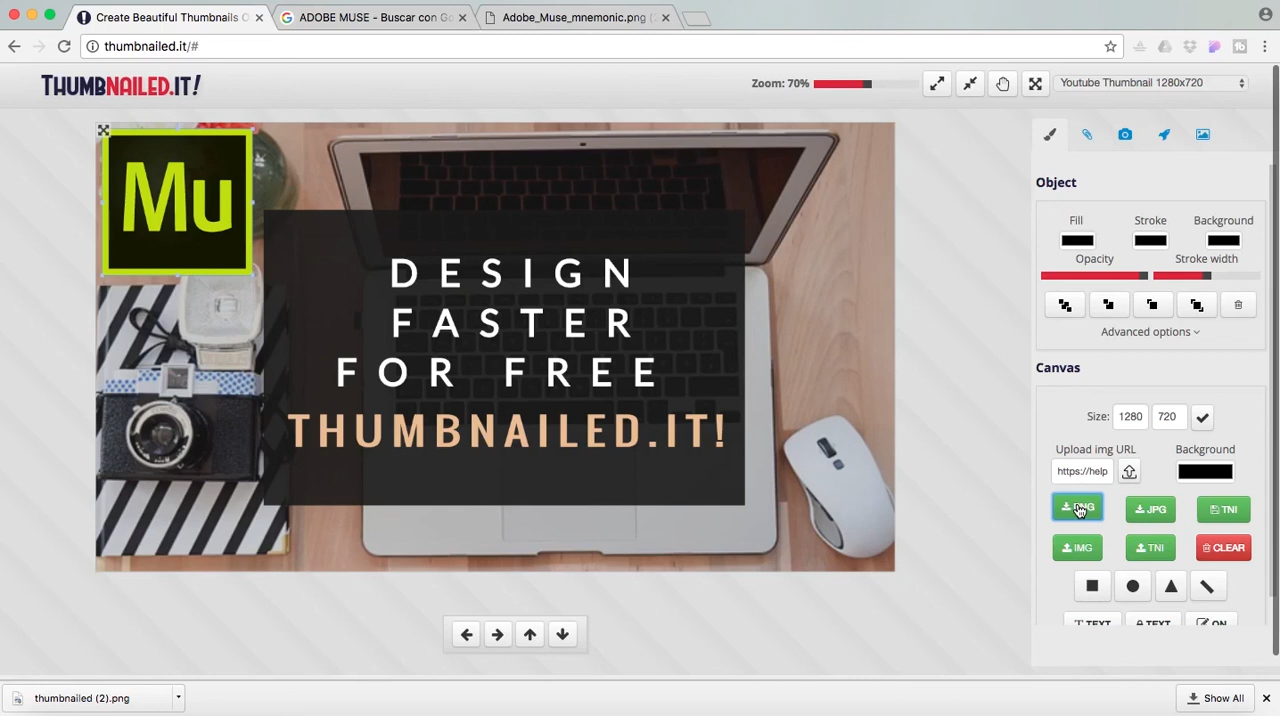 Create Beautiful Thumbnails O
ADOBE MUSE - Buscar con Go
Adobe_Muse_mnemonic.png (
thumbnailed.it/#
THUMBNAILED.IT!
Zoom: 70%
Youtube Thumbnail 1280x720
Mu
DESIGN
FASTER
FOR FREE
THUMBNAILED.IT!
Object
Fill Stroke Background
Opacity Stroke width
Advanced options
Canvas
Size: 1280 720
Upload img URL Background
https://help
PNG JPG TNI
IMG TNI CLEAR
TEXT TEXT ON
thumbnailed (2).png
Show All